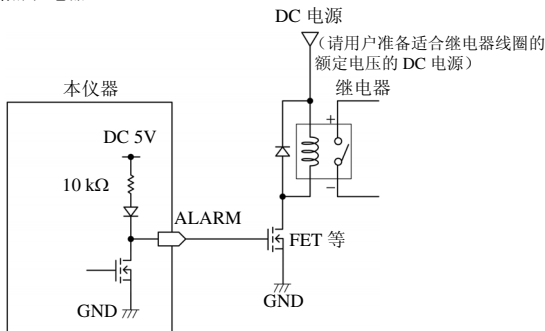 DC 电源
(请用户准备适合继电器线圈的
额定电压的 DC 电源)
本仪器
继电器
DC 5V
+
10 kΩ
−
ALARM
FET 等
GND
GND